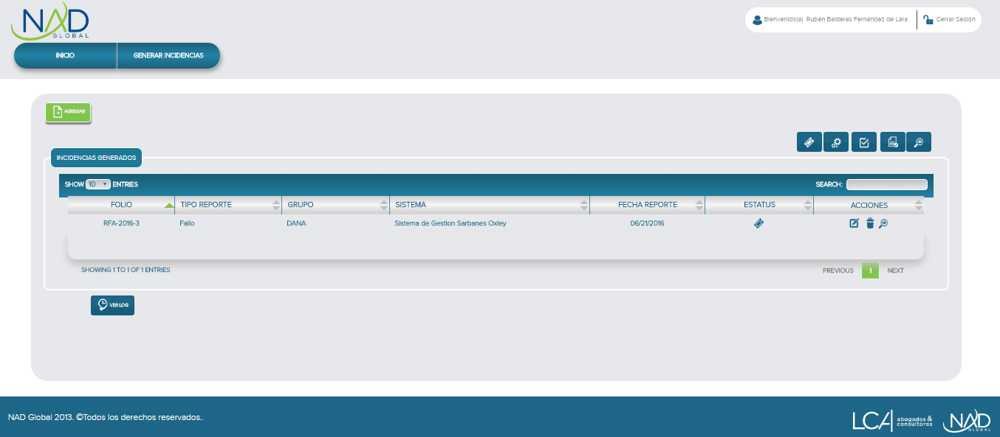 NAD
GLOBAL
Bienvenido(a) Rubén Balderas Fernández de Lara
Cerrar Sesión
INICIO
GENERAR INCIDENCIAS
AGREGAR
INCIDENCIAS GENERADOS
SHOW 10 ENTRIES
SEARCH:
FOLIO TIPO REPORTE GRUPO SISTEMA FECHA REPORTE ESTATUS ACCIONES
RFA-2016-3 Fallo DANA Sistema de Gestion Sarbanes Oxley 06/21/2016
SHOWING 1 TO 1 OF 1 ENTRIES
PREVIOUS 1 NEXT
VER LOG
NAD Global 2013. ©Todos los derechos reservados..
LCA abogados &
consultores
NAD
GLOBAL